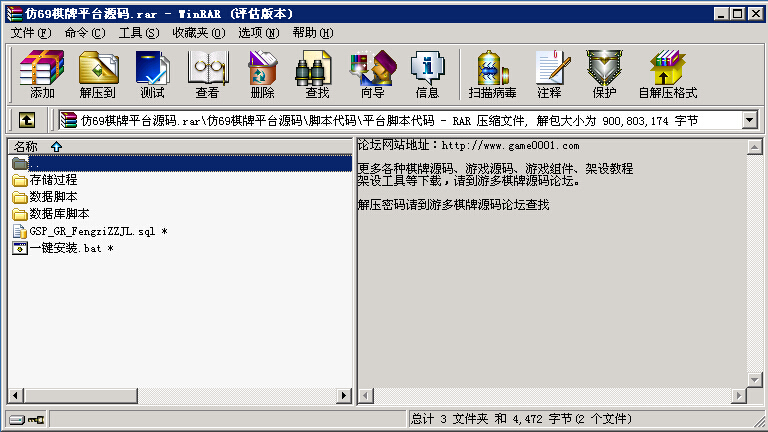 仿69棋牌平台源码.rar - WinRAR (评估版本)
文件(F) 命令(C) 工具(S) 收藏夹(O) 选项(N) 帮助(H)
添加 解压到 测试 查看 删除 查找 向导 信息 扫描病毒 注释 保护 自解压格式
仿69棋牌平台源码.rar\仿69棋牌平台源码\脚本代码\平台脚本代码 - RAR 压缩文件, 解包大小为 900,803,174 字节
名称
..
存储过程
数据脚本
数据库脚本
GSP_GR_FengziZZJL.sql *
一键安装.bat *
论坛网站地址：http://www.game0001.com
更多各种棋牌源码、游戏源码、游戏组件、架设教程
架设工具等下载，请到游多棋牌源码论坛。
解压密码请到游多棋牌源码论坛查找
总计 3 文件夹 和 4,472 字节(2 个文件)